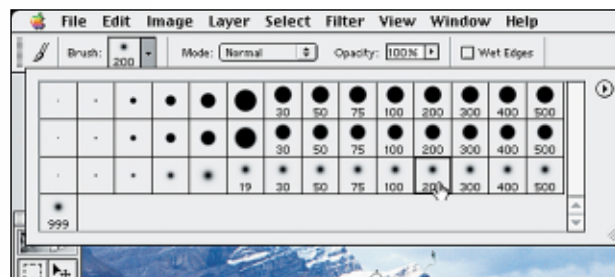 File Edit Image Layer Select Filter View Window Help
Brush: 200 Mode: Normal Opacity: 100% Wet Edges
30 50 75 100 200 300 400 500
30 50 75 100 200 300 400 500
19 30 50 75 100 200 300 400 500
999